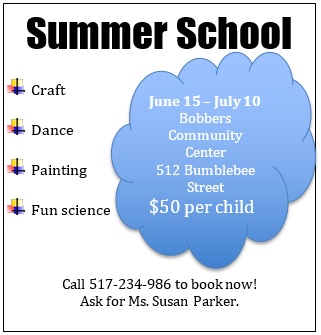 Summer School
Craft
Dance
Painting
Fun science
June 15 – July 10
Bobbers
Community
Center
512 Bumblebee
Street
$50 per child
Call 517-234-986 to book now!
Ask for Ms. Susan Parker.